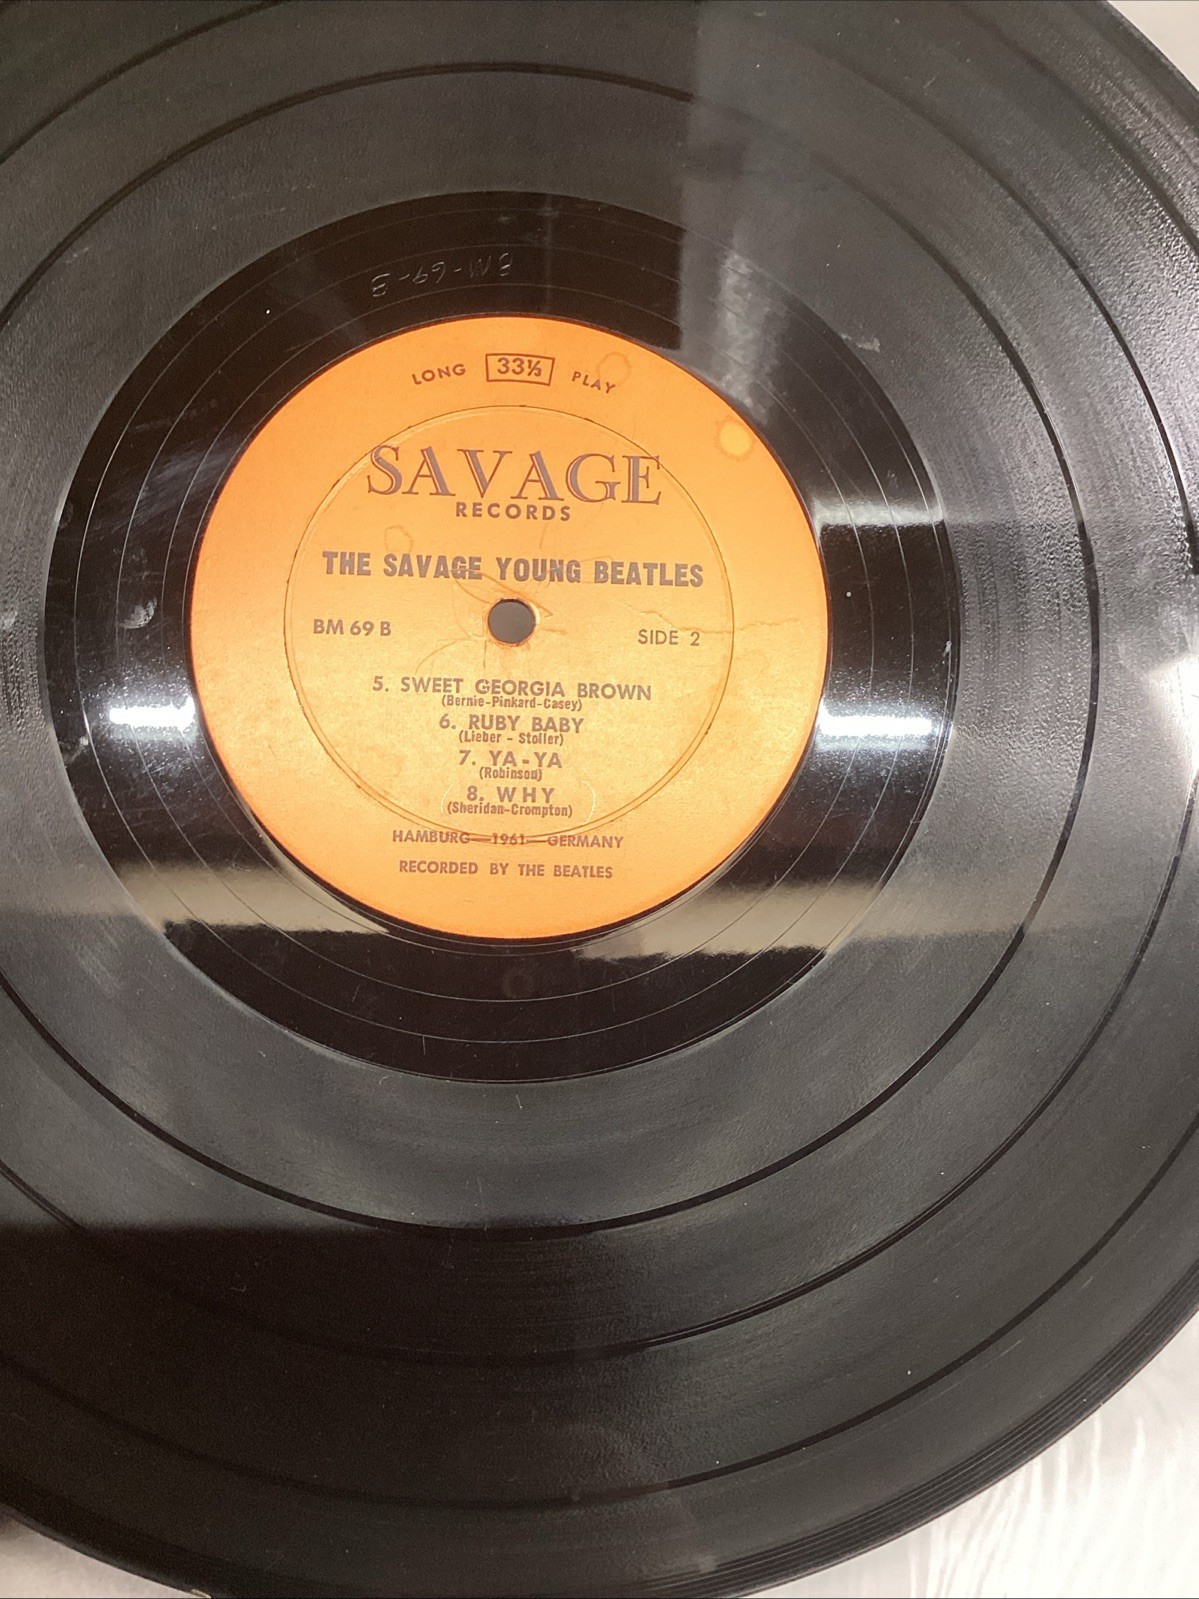 BM-69-B
LONG 33⅓ PLAY
SAVAGE
RECORDS
THE SAVAGE YOUNG BEATLES
BM 69 B SIDE 2
5. SWEET GEORGIA BROWN
(Bernie-Pinkard-Casey)
6. RUBY BABY
(Lieber - Stoller)
7. YA-YA
(Robinson)
8. WHY
(Sheridan-Crompton)
HAMBURG—1961—GERMANY
RECORDED BY THE BEATLES